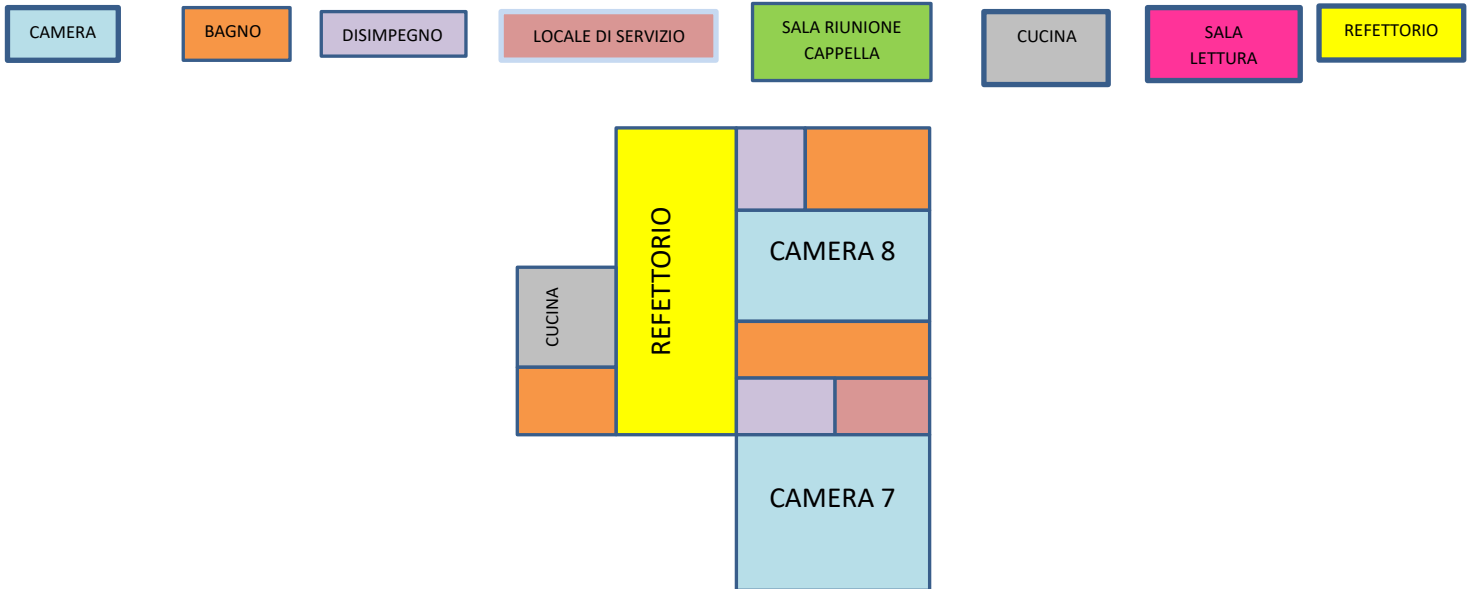 CAMERA
BAGNO
DISIMPEGNO
LOCALE DI SERVIZIO
SALA RIUNIONE
CAPPELLA
CUCINA
SALA
LETTURA
REFETTORIO
REFETTORIO
CAMERA 8
CUCINA
CAMERA 7